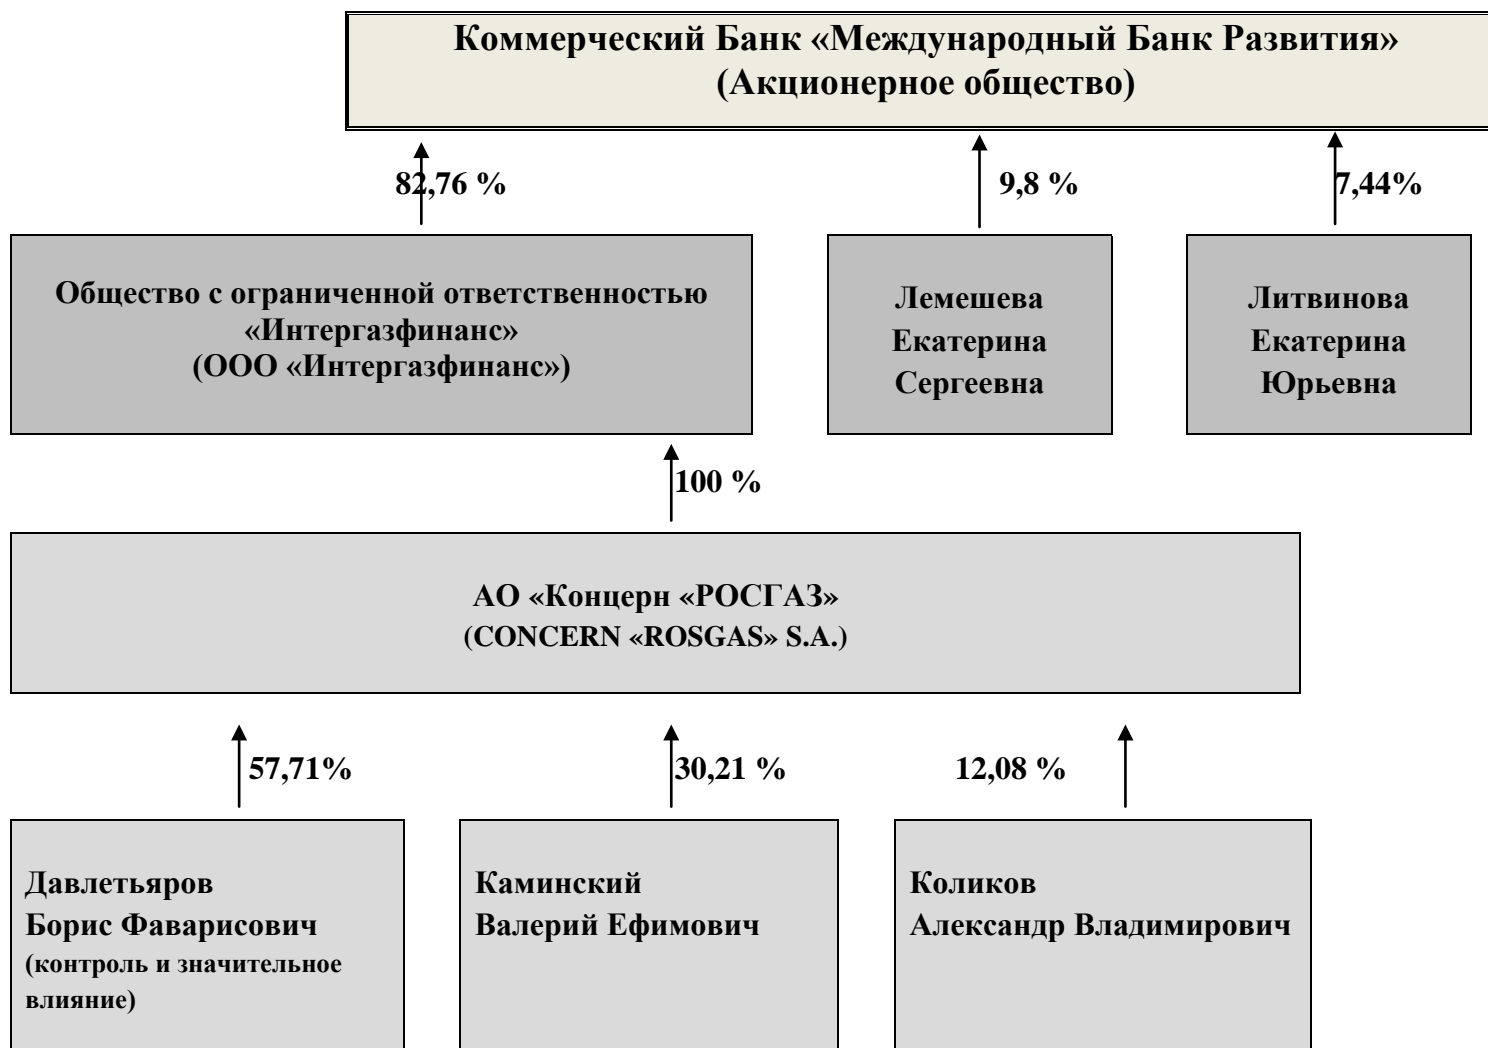 Коммерческий Банк «Международный Банк Развития»
(Акционерное общество)
82,76 %
9,8 %
7,44%
Общество с ограниченной ответственностью
«Интергазфинанс»
(ООО «Интергазфинанс»)
Лемешева
Екатерина
Сергеевна
Литвинова
Екатерина
Юрьевна
100 %
АО «Концерн «РОСГАЗ»
(CONCERN «ROSGAS» S.A.)
57,71%
30,21 %
12,08 %
Давлетьяров
Борис Фаварисович
(контроль и значительное
влияние)
Каминский
Валерий Ефимович
Коликов
Александр Владимирович